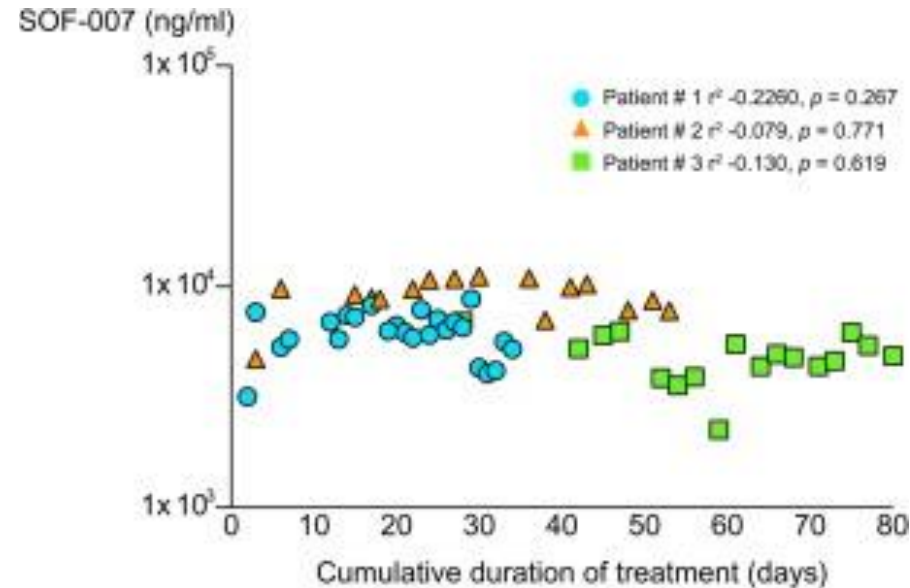 SOF-007 (ng/ml)
1x 10⁵
Patient # 1 r² -0.2260, p = 0.267
Patient # 2 r² -0.079, p = 0.771
Patient # 3 r² -0.130, p = 0.619
1x 10⁴
1x 10³
0 10 20 30 40 50 60 70 80
Cumulative duration of treatment (days)